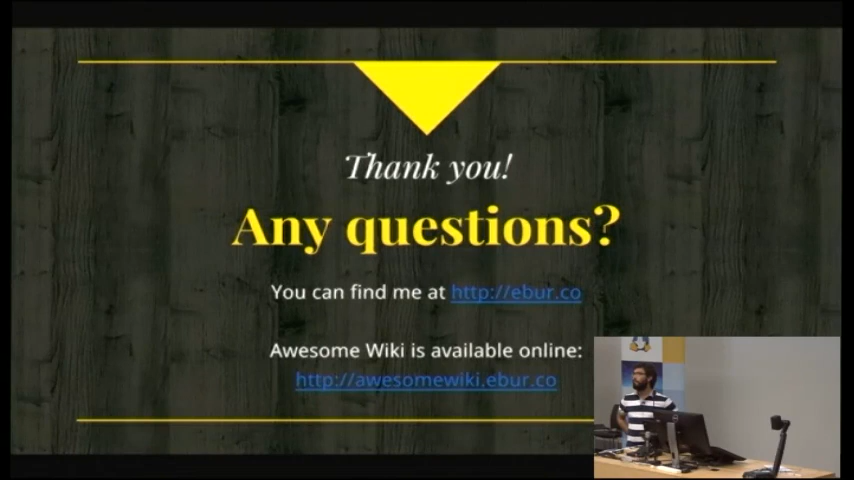 Thank you!
Any questions?
You can find me at http://ebur.co
Awesome Wiki is available online:
http://awesomewiki.ebur.co